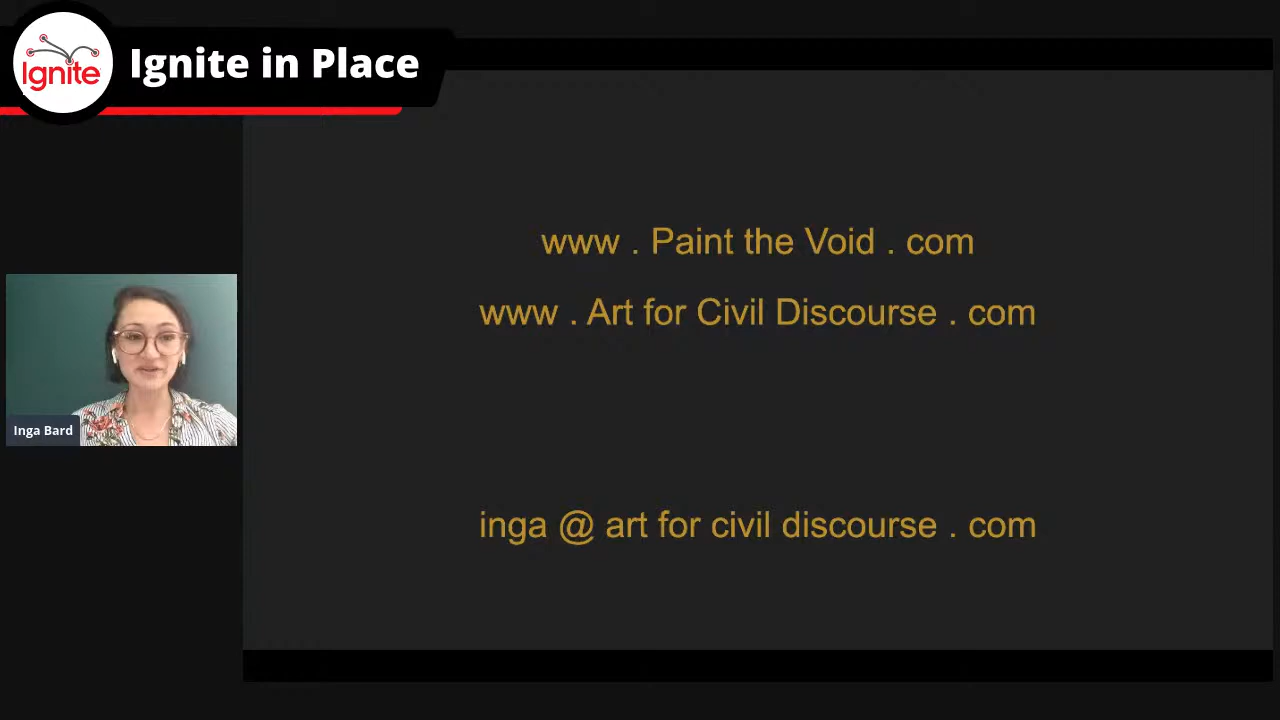 Ignite
Ignite in Place
www . Paint the Void . com
www . Art for Civil Discourse . com
Inga Bard
inga @ art for civil discourse . com